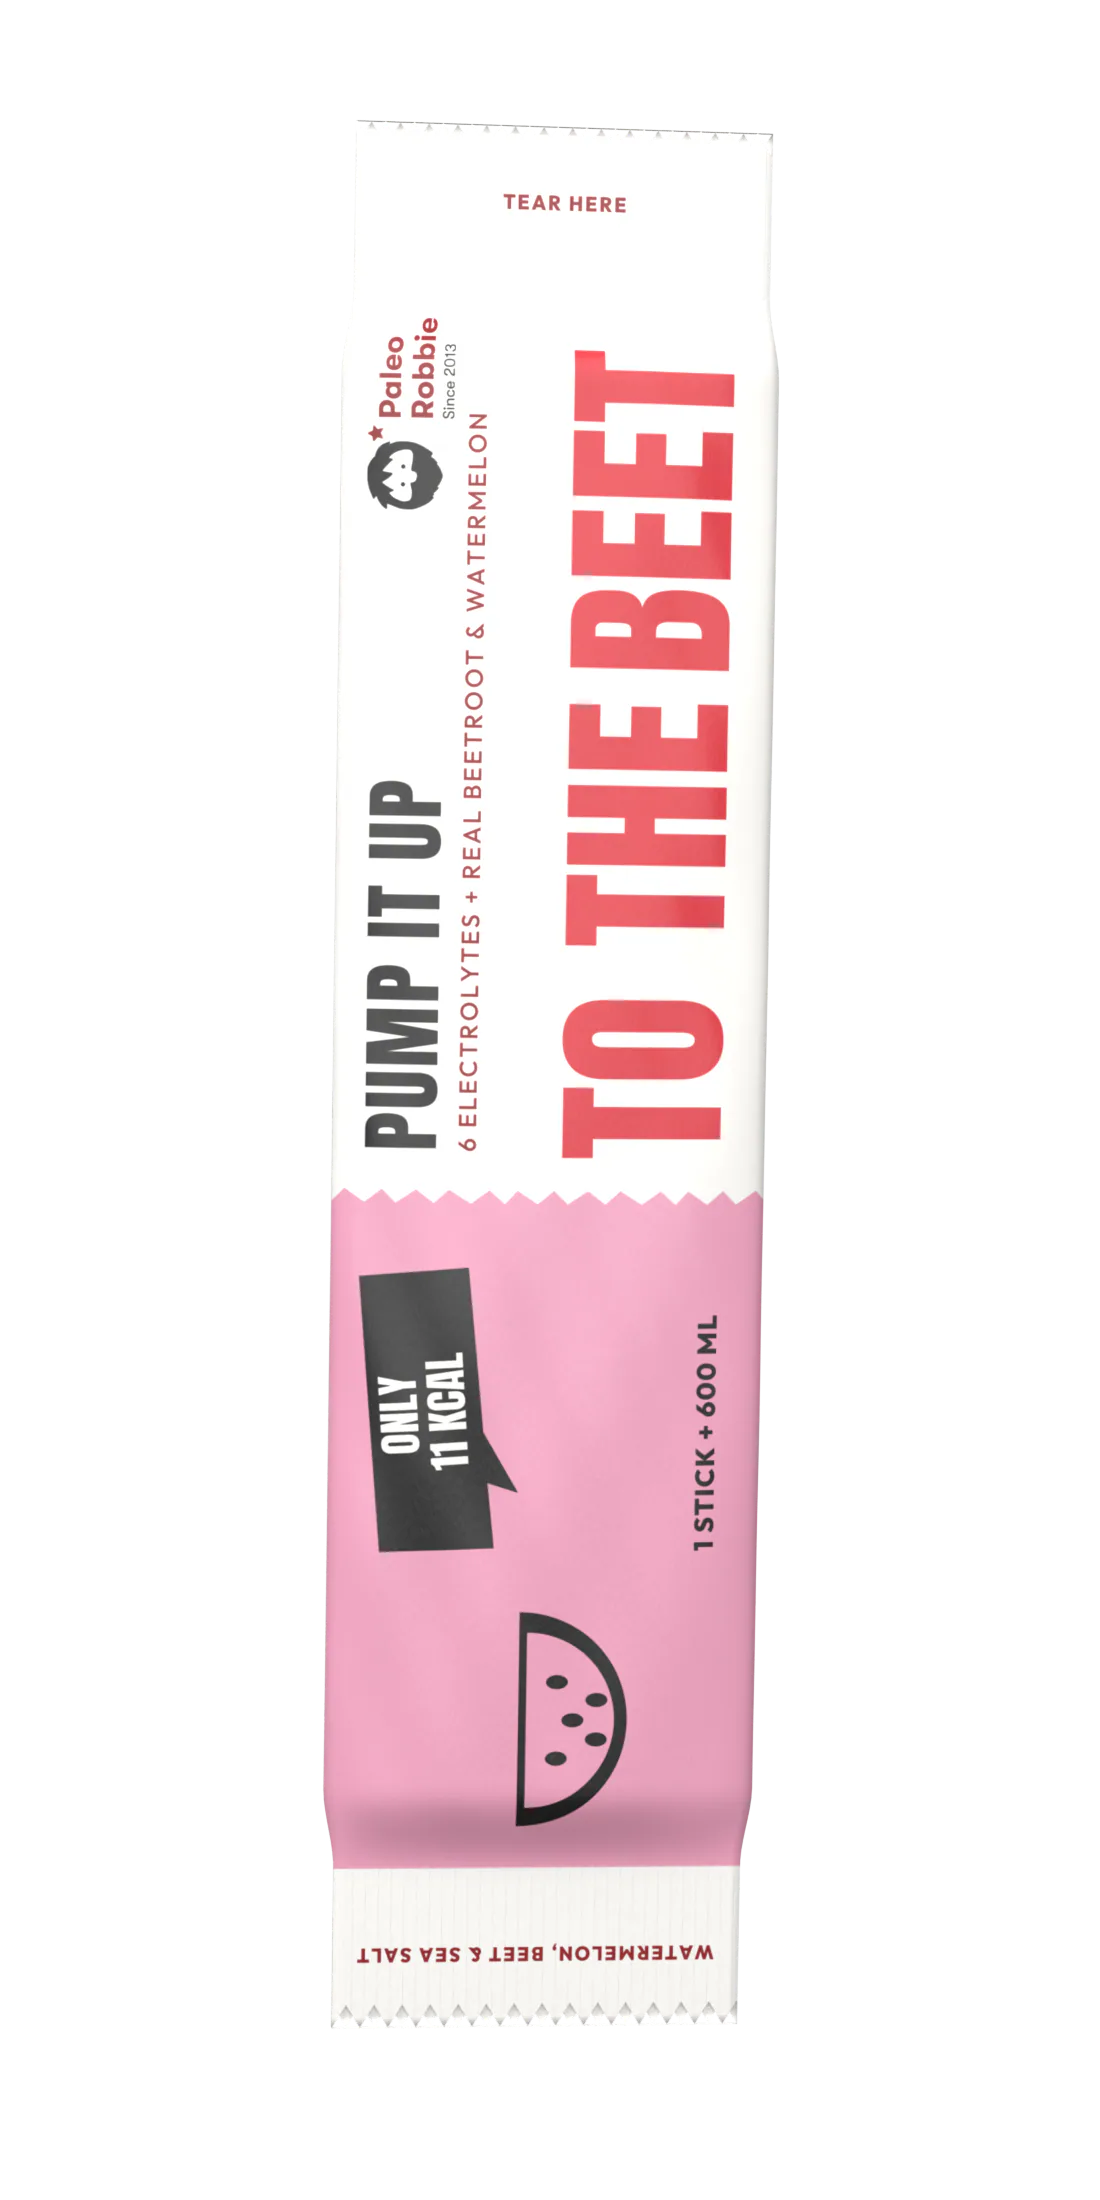 TEAR HERE
Paleo
Robbie
Since 2013
PUMP IT UP
6 ELECTROLYTES + REAL BEETROOT & WATERMELON
TO THE BEET
ONLY
11 KCAL
1 STICK + 600 ML
WATERMELON, BEET & SEA SALT